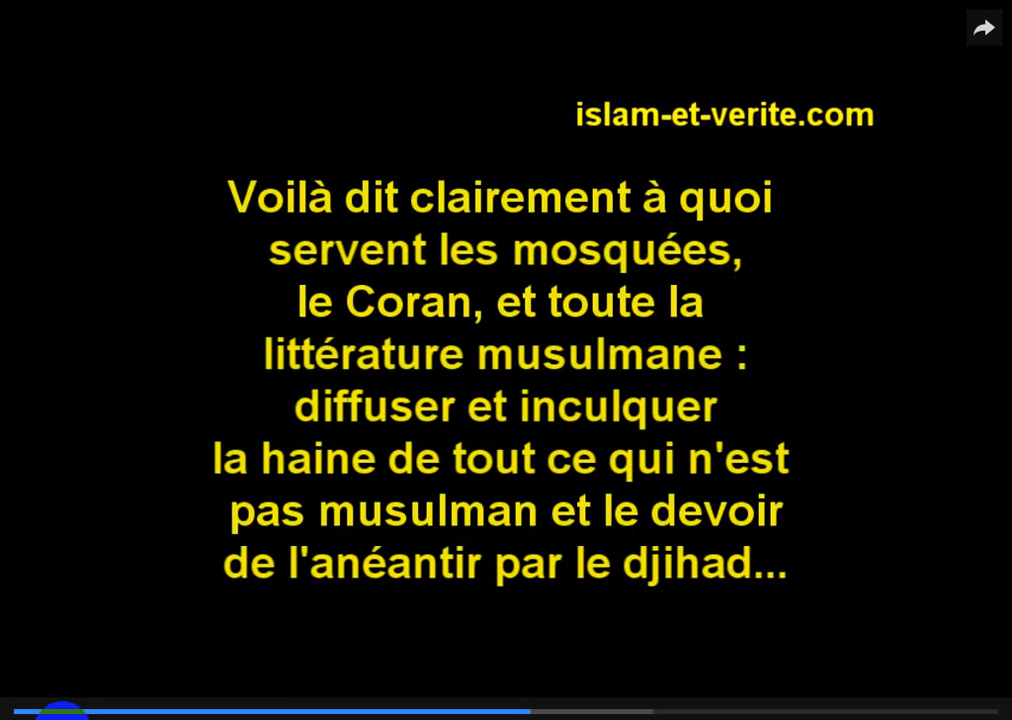 islam-et-verite.com
Voilà dit clairement à quoi
servent les mosquées,
le Coran, et toute la
littérature musulmane :
diffuser et inculquer
la haine de tout ce qui n'est
pas musulman et le devoir
de l'anéantir par le djihad...